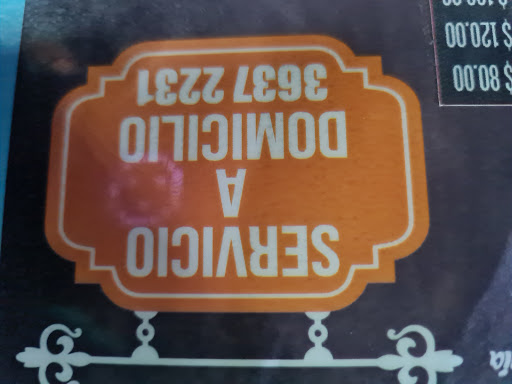 SERVICIO
A
DOMICILIO
3637 2231
$ 80.00
$ 120.00